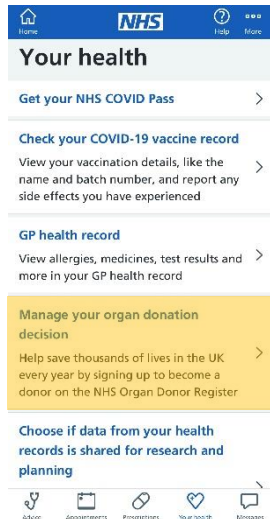 NHS
Home
Help
More
Your health
Get your NHS COVID Pass
Check your COVID-19 vaccine record
View your vaccination details, like the
name and batch number, and report any
side effects you have experienced
GP health record
View allergies, medicines, test results and
more in your GP health record
Manage your organ donation
decision
Help save thousands of lives in the UK
every year by signing up to become a
donor on the NHS Organ Donor Register
Choose if data from your health
records is shared for research and
planning
Advice
Appointments
Prescriptions
Your health
Messages